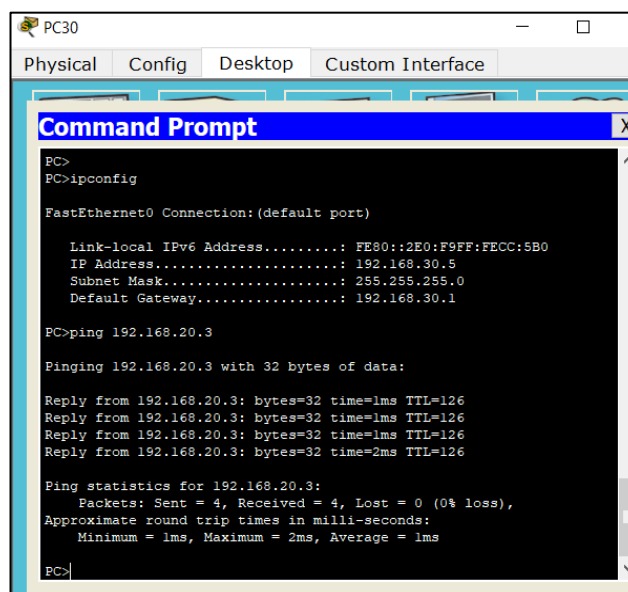 PC30
Physical Config Desktop Custom Interface
Command Prompt
X
PC>
PC>ipconfig
FastEthernet0 Connection:(default port)
Link-local IPv6 Address.........: FE80::2E0:F9FF:FECC:5B0
IP Address......................: 192.168.30.5
Subnet Mask.....................: 255.255.255.0
Default Gateway.................: 192.168.30.1
PC>ping 192.168.20.3
Pinging 192.168.20.3 with 32 bytes of data:
Reply from 192.168.20.3: bytes=32 time=1ms TTL=126
Reply from 192.168.20.3: bytes=32 time=1ms TTL=126
Reply from 192.168.20.3: bytes=32 time=1ms TTL=126
Reply from 192.168.20.3: bytes=32 time=2ms TTL=126
Ping statistics for 192.168.20.3:
Packets: Sent = 4, Received = 4, Lost = 0 (0% loss),
Approximate round trip times in milli-seconds:
Minimum = 1ms, Maximum = 2ms, Average = 1ms
PC>